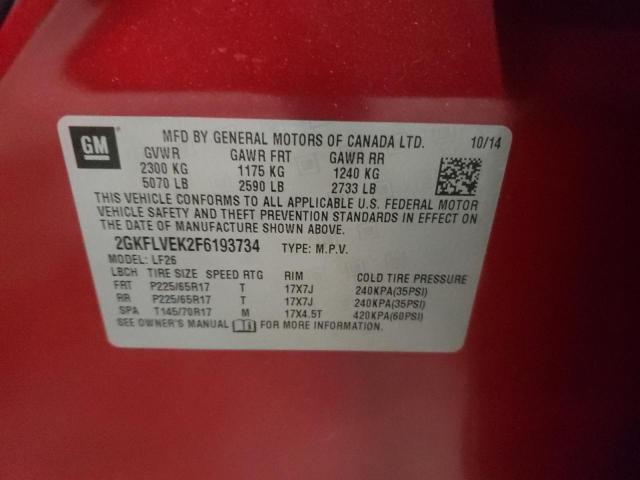 GM
MFD BY GENERAL MOTORS OF CANADA LTD. 10/14
GVWR GAWR FRT GAWR RR
2300 KG 1175 KG 1240 KG
5070 LB 2590 LB 2733 LB
THIS VEHICLE CONFORMS TO ALL APPLICABLE U.S. FEDERAL MOTOR
VEHICLE SAFETY AND THEFT PREVENTION STANDARDS IN EFFECT ON
THE DATE OF MANUFACTURE SHOWN ABOVE.
2GKFLVEK2F6193734 TYPE: M.P.V.
MODEL: LF26
LBCH TIRE SIZE SPEED RTG RIM COLD TIRE PRESSURE
FRT P225/65R17 T 17X7J 240KPA(35PSI)
RR P225/65R17 T 17X7J 240KPA(35PSI)
SPA T145/70R17 M 17X4.5T 420KPA(60PSI)
SEE OWNER'S MANUAL FOR MORE INFORMATION.